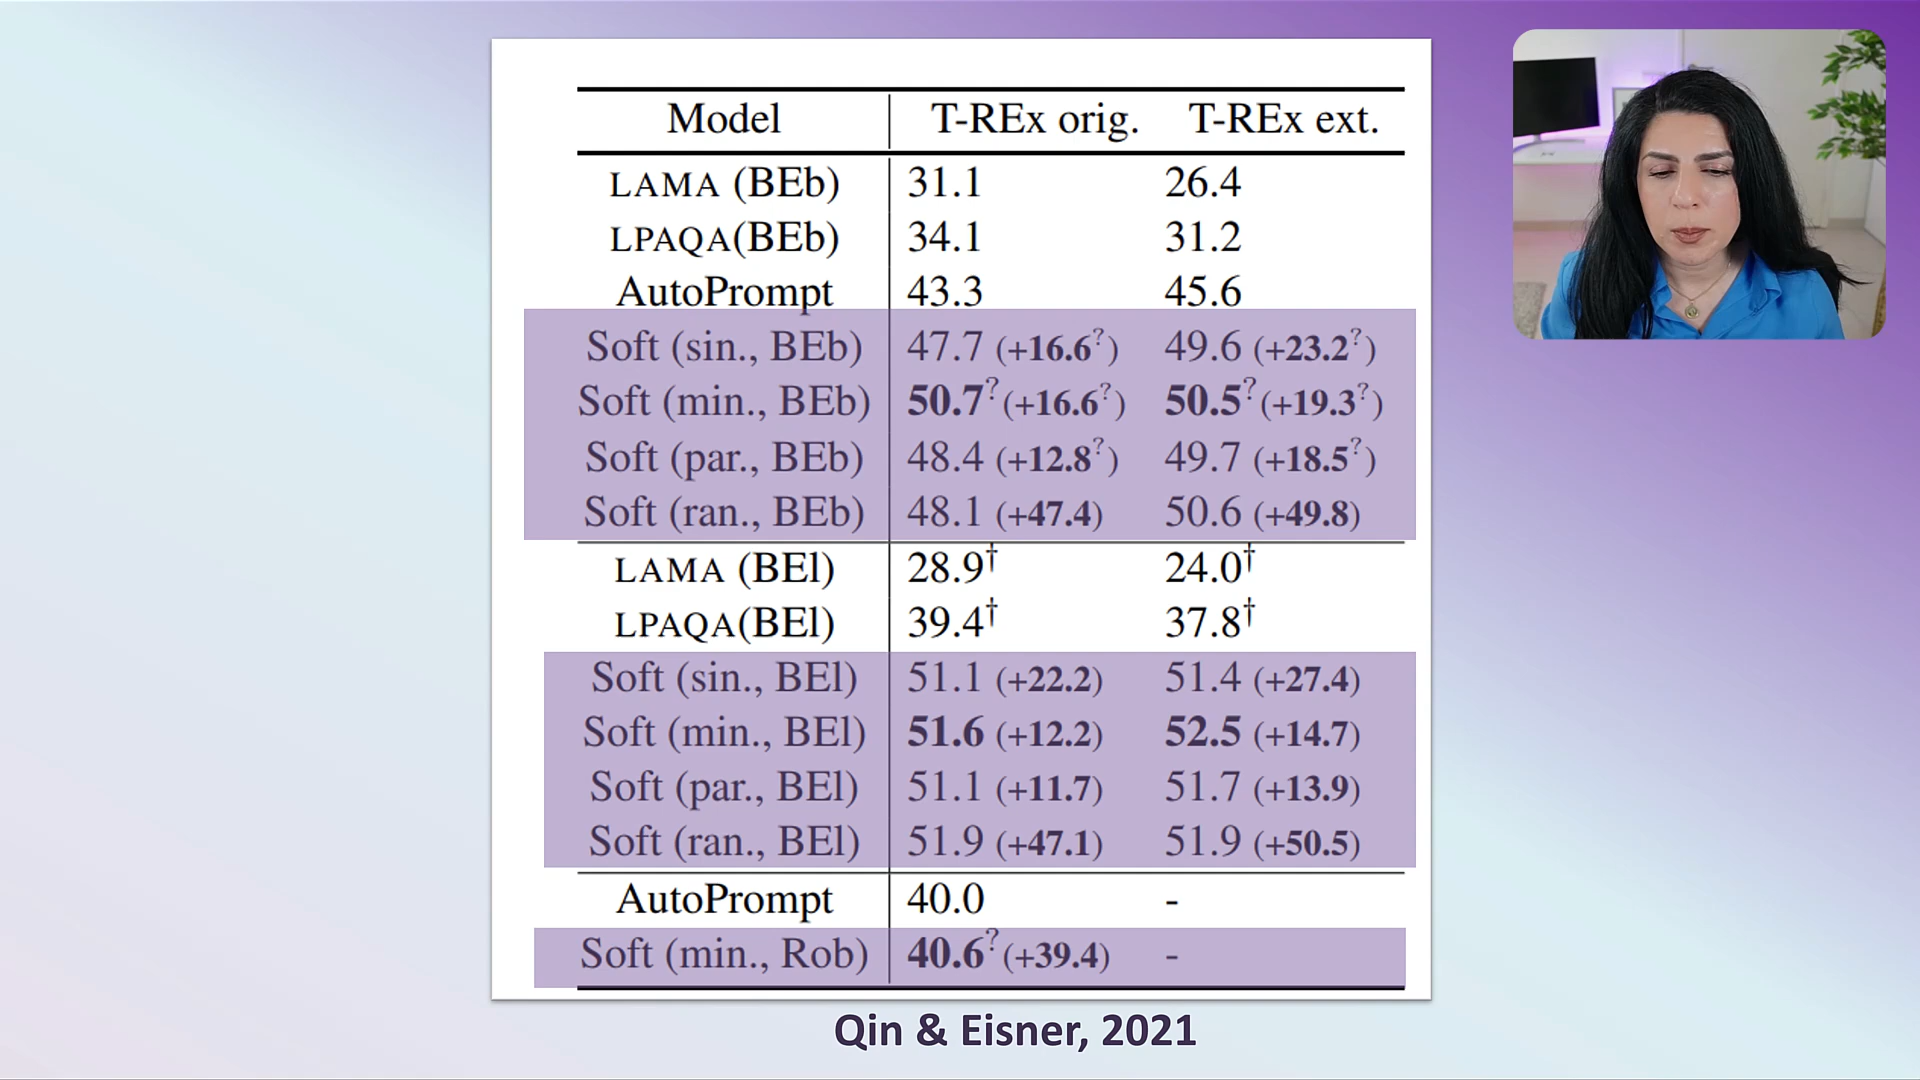 Model T-REx orig. T-REx ext.
LAMA (BEb) 31.1 26.4
LPAQA(BEb) 34.1 31.2
AutoPrompt 43.3 45.6
Soft (sin., BEb) 47.7 (+16.6?) 49.6 (+23.2?)
Soft (min., BEb) 50.7?(+16.6?) 50.5?(+19.3?)
Soft (par., BEb) 48.4 (+12.8?) 49.7 (+18.5?)
Soft (ran., BEb) 48.1 (+47.4) 50.6 (+49.8)
LAMA (BEl) 28.9† 24.0†
LPAQA(BEl) 39.4† 37.8†
Soft (sin., BEl) 51.1 (+22.2) 51.4 (+27.4)
Soft (min., BEl) 51.6 (+12.2) 52.5 (+14.7)
Soft (par., BEl) 51.1 (+11.7) 51.7 (+13.9)
Soft (ran., BEl) 51.9 (+47.1) 51.9 (+50.5)
AutoPrompt 40.0 -
Soft (min., Rob) 40.6?(+39.4) -
Qin & Eisner, 2021